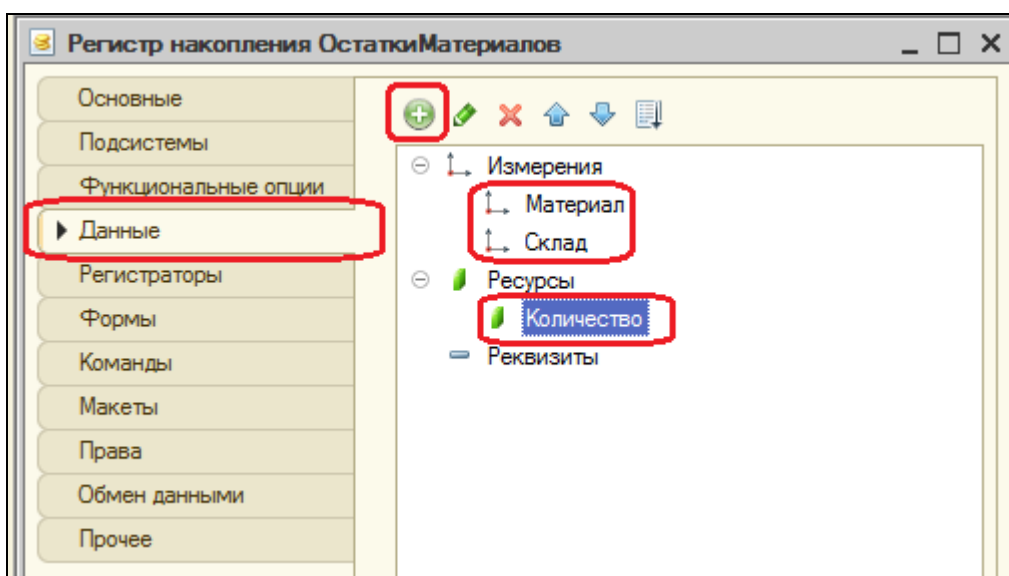 Регистр накопления ОстаткиМатериалов
Основные
Подсистемы
Функциональные опции
Данные
Регистраторы
Формы
Команды
Макеты
Права
Обмен данными
Прочее
Измерения
Материал
Склад
Ресурсы
Количество
Реквизиты